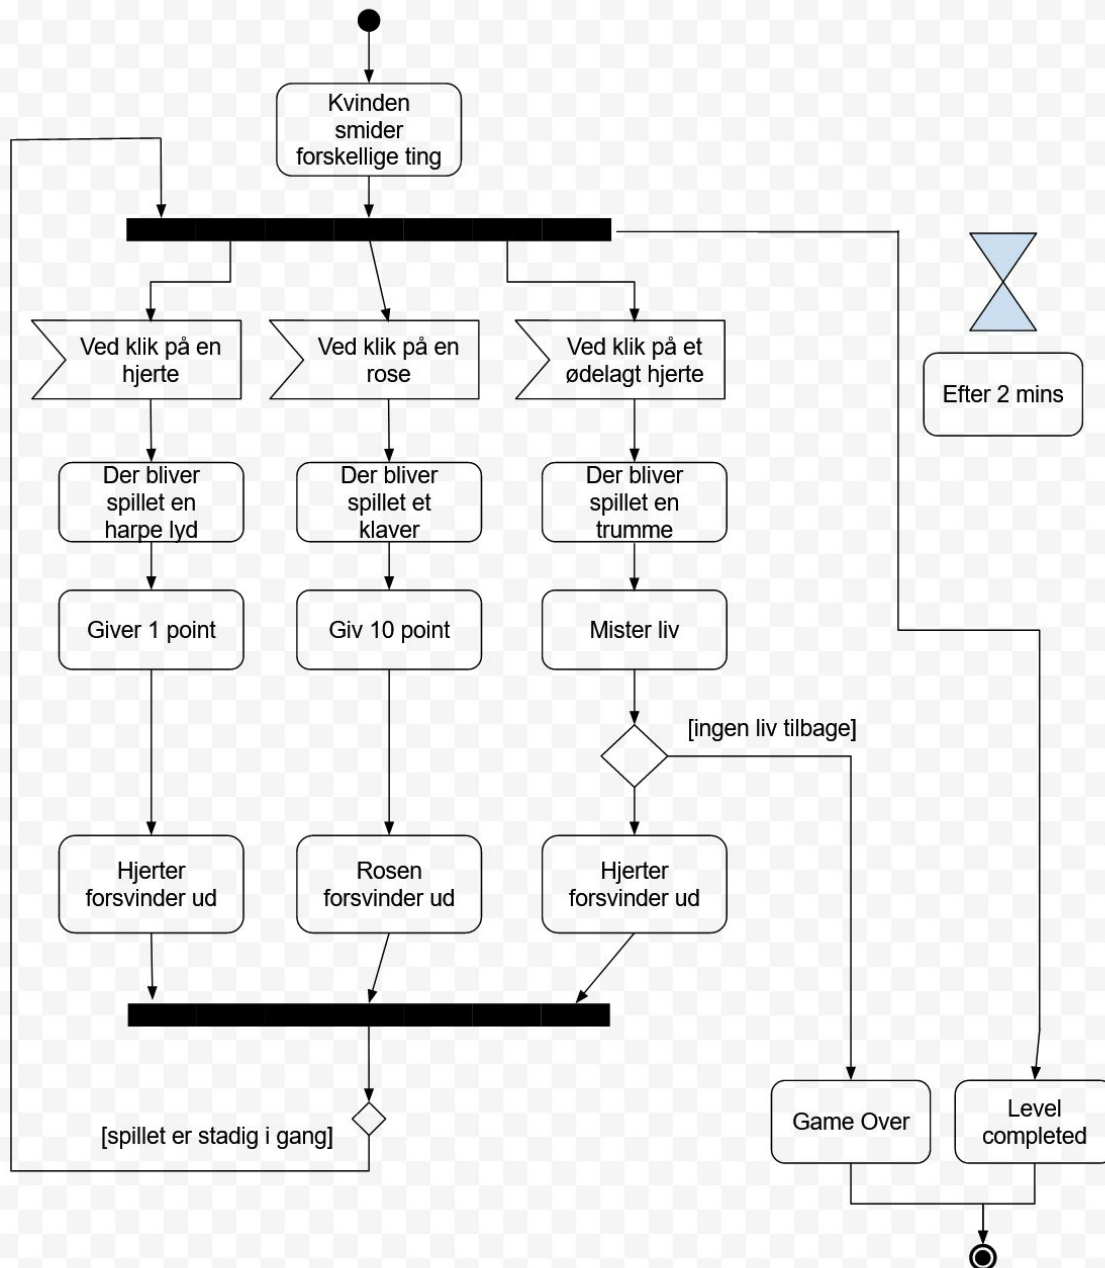 Kvinden
smider
forskellige ting
Ved klik på en
hjerte
Ved klik på en
rose
Ved klik på et
ødelagt hjerte
Efter 2 mins
Der bliver
spillet en
harpe lyd
Der bliver
spillet et
klaver
Der bliver
spillet en
trumme
Giver 1 point
Giv 10 point
Mister liv
[ingen liv tilbage]
Hjerter
forsvinder ud
Rosen
forsvinder ud
Hjerter
forsvinder ud
[spillet er stadig i gang]
Game Over
Level
completed